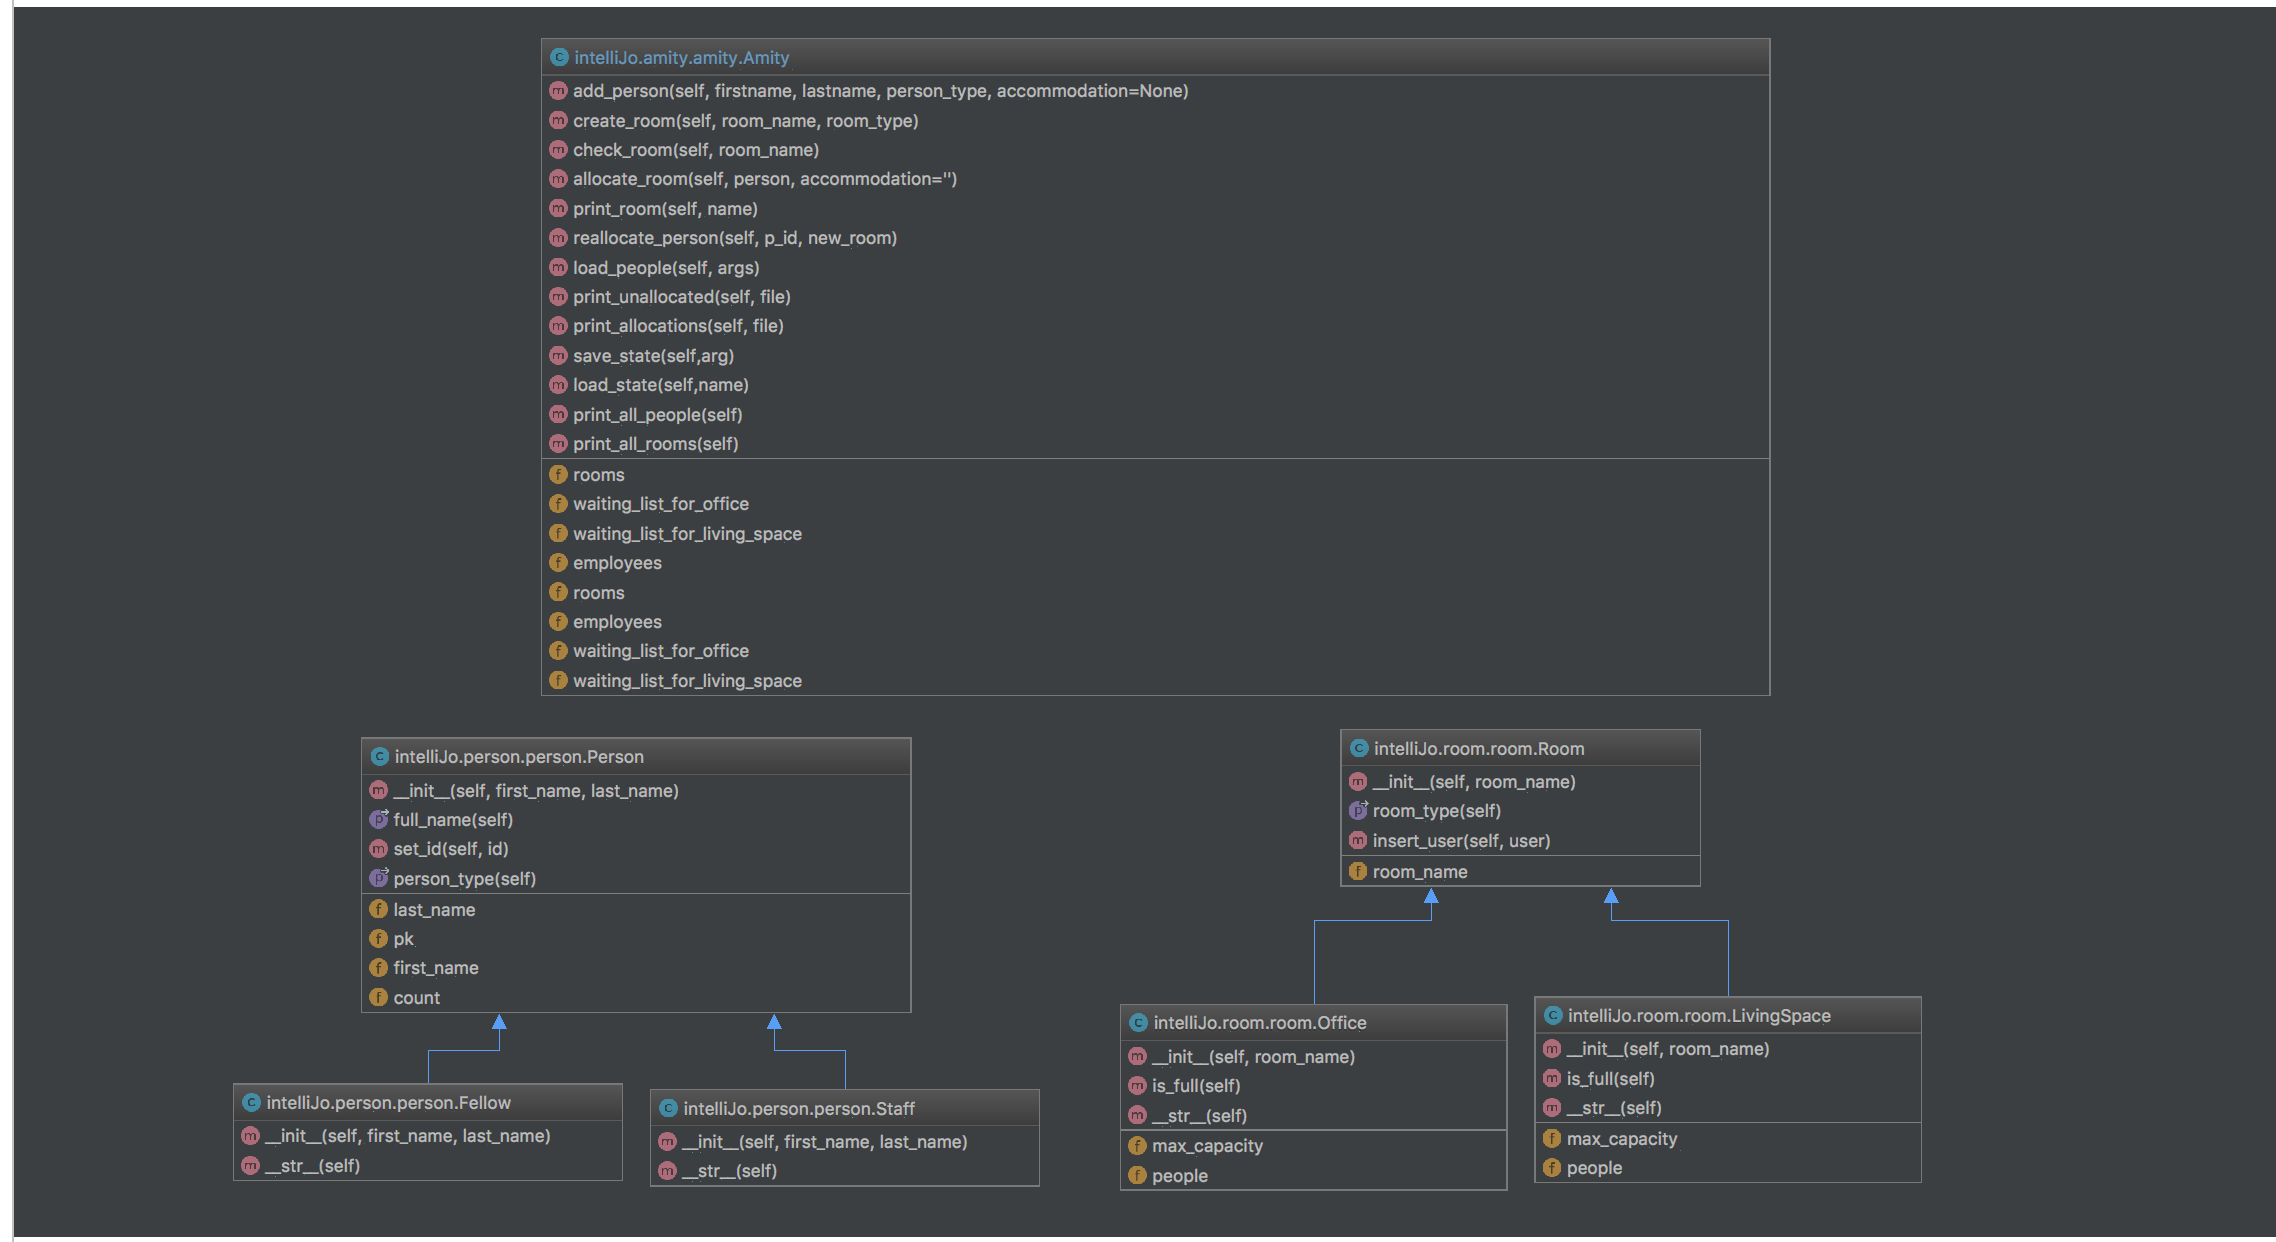 intelliJo.amity.amity.Amity
add_person(self, firstname, lastname, person_type, accommodation=None)
create_room(self, room_name, room_type)
check_room(self, room_name)
allocate_room(self, person, accommodation='')
print_room(self, name)
reallocate_person(self, p_id, new_room)
load_people(self, args)
print_unallocated(self, file)
print_allocations(self, file)
save_state(self,arg)
load_state(self,name)
print_all_people(self)
print_all_rooms(self)
rooms
waiting_list_for_office
waiting_list_for_living_space
employees
rooms
employees
waiting_list_for_office
waiting_list_for_living_space
intelliJo.person.person.Person
__init__(self, first_name, last_name)
full_name(self)
set_id(self, id)
person_type(self)
last_name
pk
first_name
count
intelliJo.room.room.Room
__init__(self, room_name)
room_type(self)
insert_user(self, user)
room_name
intelliJo.person.person.Fellow
__init__(self, first_name, last_name)
__str__(self)
intelliJo.person.person.Staff
__init__(self, first_name, last_name)
__str__(self)
intelliJo.room.room.Office
__init__(self, room_name)
is_full(self)
__str__(self)
max_capacity
people
intelliJo.room.room.LivingSpace
__init__(self, room_name)
is_full(self)
__str__(self)
max_capacity
people